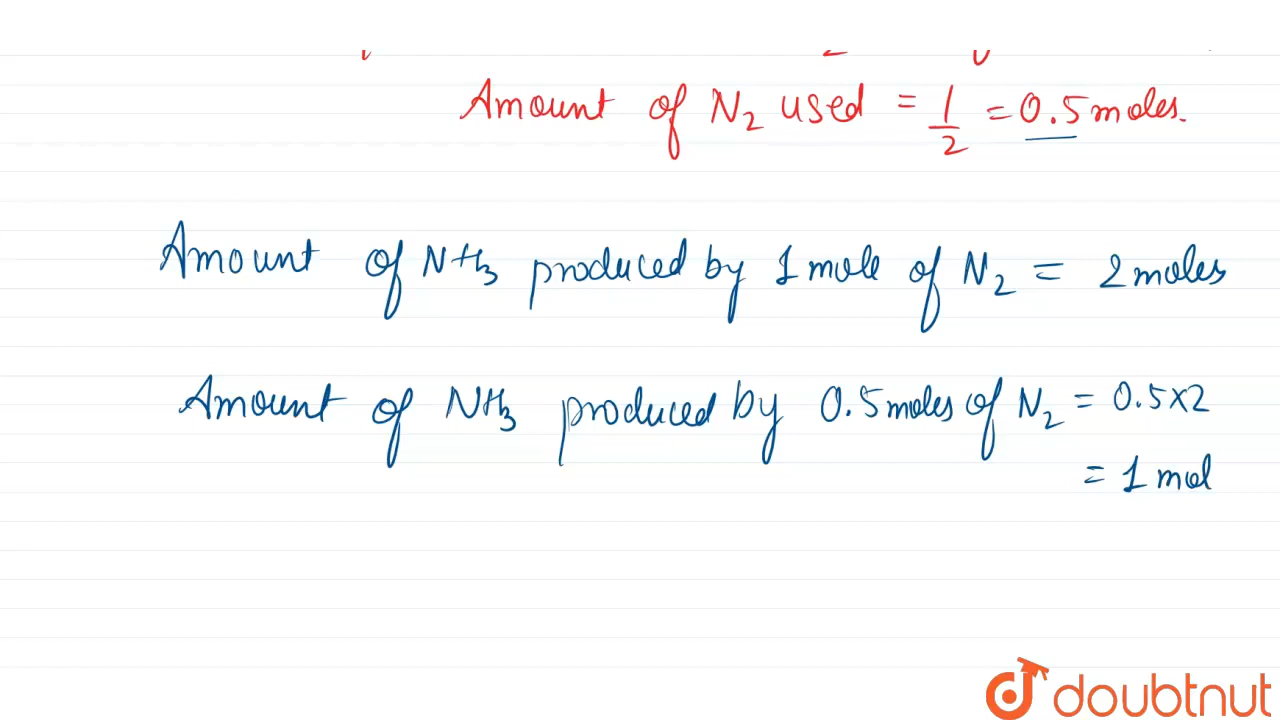 Amount of N2 used = 1/2 = 0.5 moles.
Amount of NH3 produced by 1 mole of N2 = 2 moles
Amount of NH3 produced by 0.5 moles of N2 = 0.5 x 2
= 1 mol
doubtnut